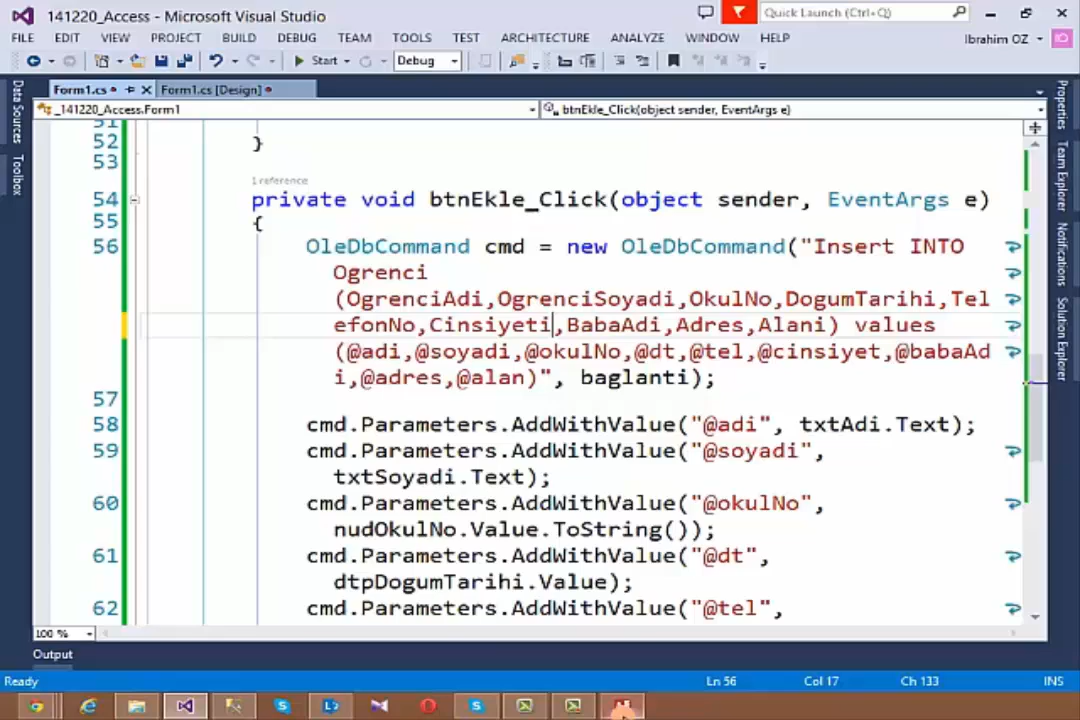 141220_Access - Microsoft Visual Studio
Quick Launch (Ctrl+Q)
FILE EDIT VIEW PROJECT BUILD DEBUG TEAM TOOLS TEST ARCHITECTURE ANALYZE WINDOW HELP
Ibrahim OZ
Start
Debug
Form1.cs
Form1.cs [Design]
_141220_Access.Form1
btnEkle_Click(object sender, EventArgs e)
Data Sources
Toolbox
Properties
Team Explorer
Notifications
Solution Explorer
51
52 }
53
1 reference
54 private void btnEkle_Click(object sender, EventArgs e)
55 {
56 OleDbCommand cmd = new OleDbCommand("Insert INTO
Ogrenci
(OgrenciAdi,OgrenciSoyadi,OkulNo,DogumTarihi,Tel
efonNo,Cinsiyeti,BabaAdi,Adres,Alani) values
(@adi,@soyadi,@okulNo,@dt,@tel,@cinsiyet,@babaAd
i,@adres,@alan)", baglanti);
57
58 cmd.Parameters.AddWithValue("@adi", txtAdi.Text);
59 cmd.Parameters.AddWithValue("@soyadi",
txtSoyadi.Text);
60 cmd.Parameters.AddWithValue("@okulNo",
nudOkulNo.Value.ToString());
61 cmd.Parameters.AddWithValue("@dt",
dtpDogumTarihi.Value);
62 cmd.Parameters.AddWithValue("@tel",
100 %
Output
Ready
Ln 56
Col 17
Ch 133
INS